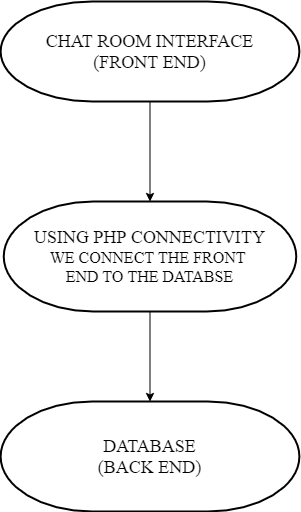 CHAT ROOM INTERFACE
(FRONT END)
USING PHP CONNECTIVITY
WE CONNECT THE FRONT
END TO THE DATABSE
DATABASE
(BACK END)